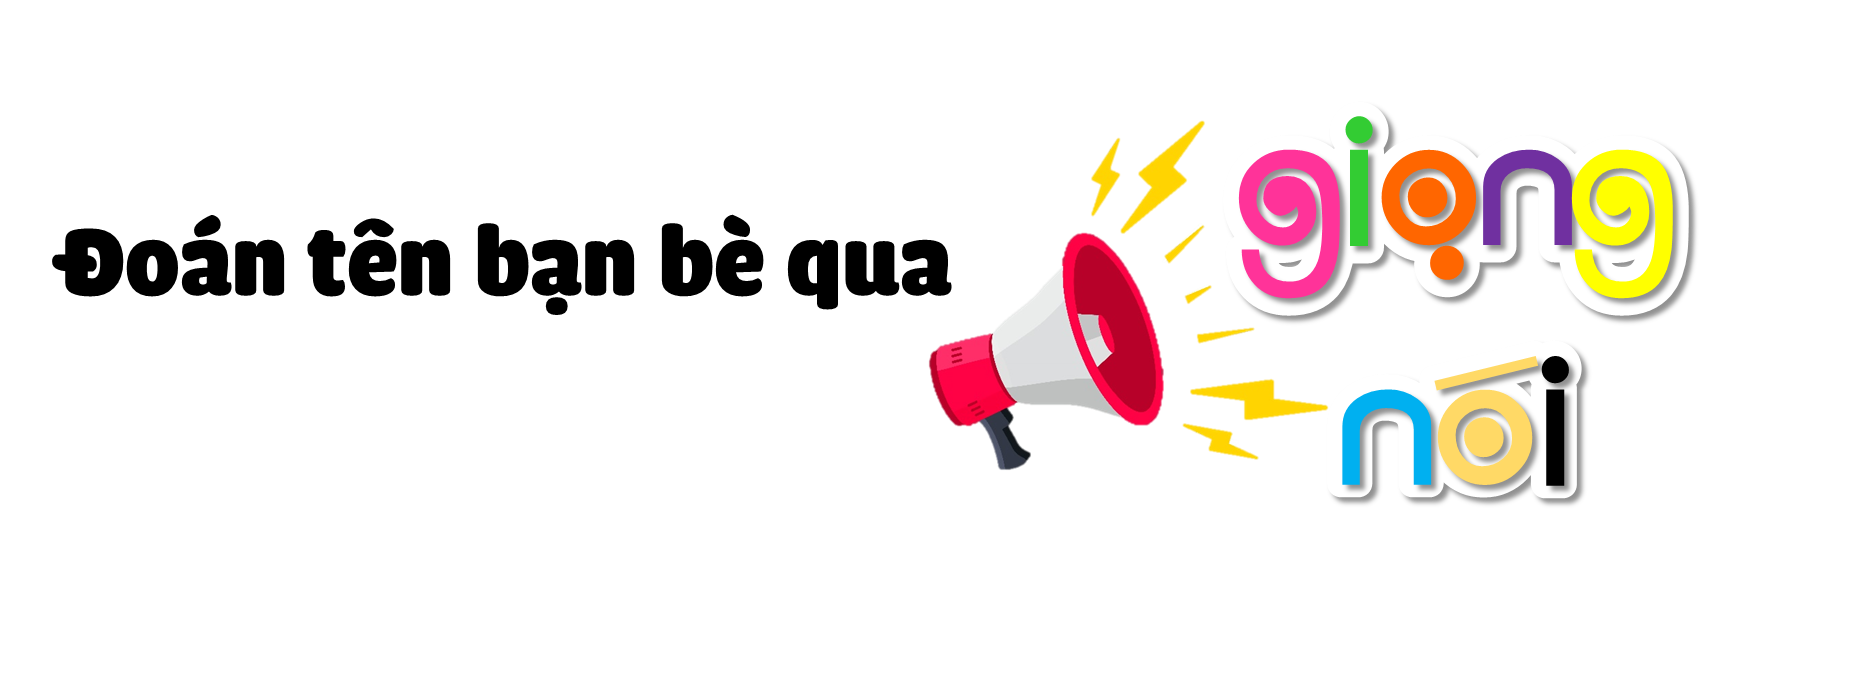 Đoán tên bạn bè qua
giọng
nói